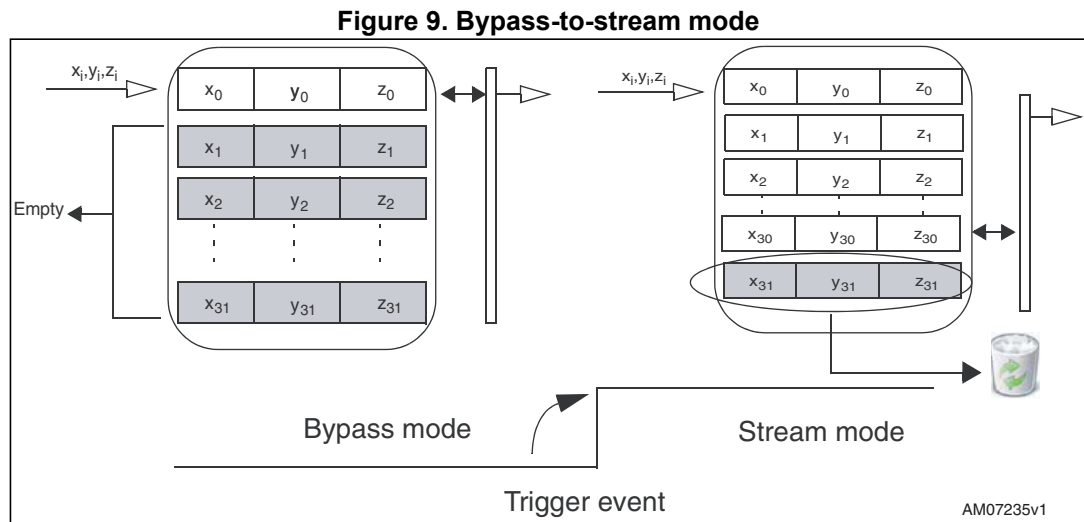 Figure 9. Bypass-to-stream mode
xi,yi,zi
x0 y0 z0
x1 y1 z1
x2 y2 z2
x31 y31 z31
Empty
xi,yi,zi
x0 y0 z0
x1 y1 z1
x2 y2 z2
x30 y30 z30
x31 y31 z31
Bypass mode
Stream mode
Trigger event
AM07235v1